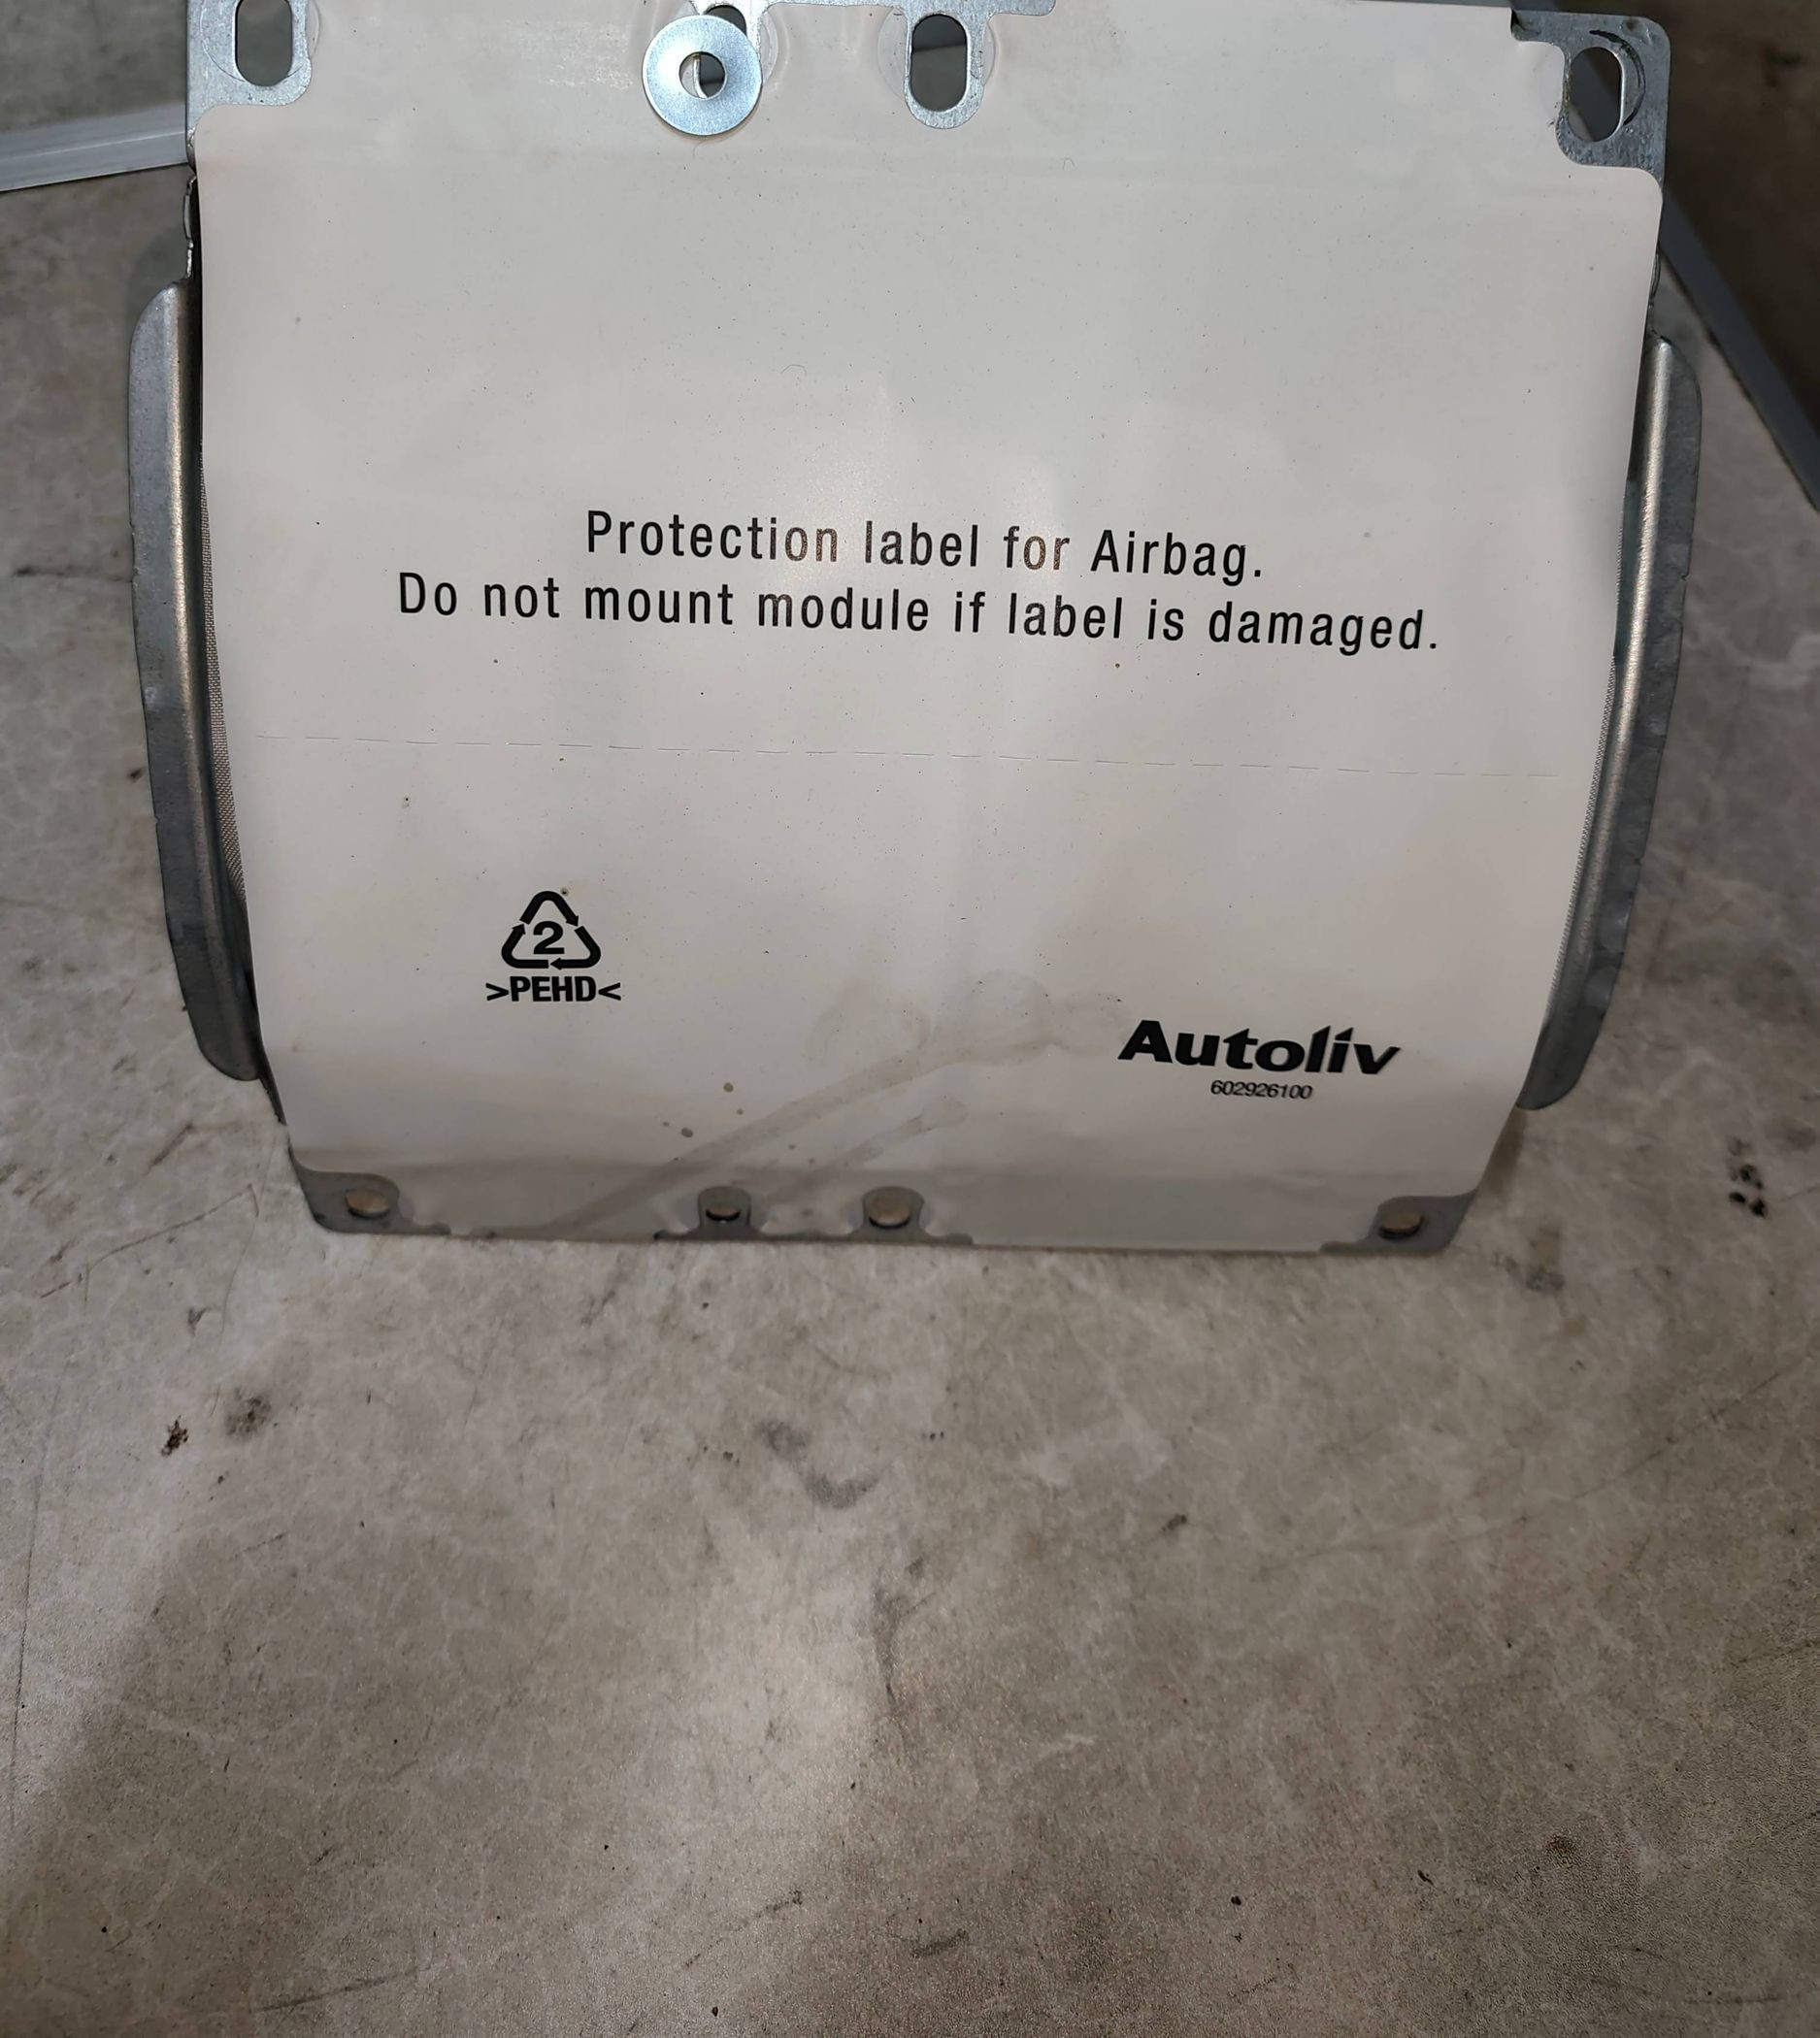 Protection label for Airbag.
Do not mount module if label is damaged.
2
>PEHD<
Autoliv
602926100